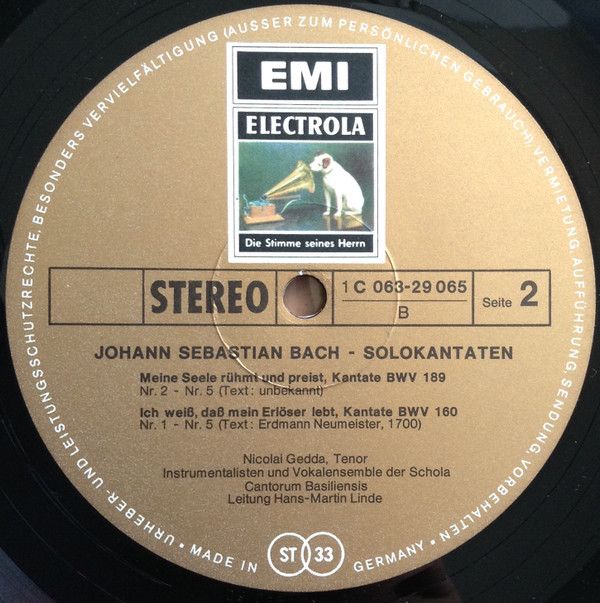 EMI
ELECTROLA
Die Stimme seines Herrn
STEREO
1 C 063-29 065
B
Seite 2
JOHANN SEBASTIAN BACH - SOLOKANTATEN
Meine Seele rühmt und preist, Kantate BWV 189
Nr. 2 - Nr. 5 (Text: unbekannt)
Ich weiß, daß mein Erlöser lebt, Kantate BWV 160
Nr. 1 - Nr. 5 (Text: Erdmann Neumeister, 1700)
Nicolai Gedda, Tenor
Instrumentalisten und Vokalensemble der Schola
Cantorum Basiliensis
Leitung Hans-Martin Linde
URHEBER- UND LEISTUNGSSCHUTZRECHTE, BESONDERS VERVIELFÄLTIGUNG (AUSSER ZUM PERSÖNLICHEN GEBRAUCH), VERMIETUNG, AUFFÜHRUNG, SENDUNG, VORBEHALTEN •
• MADE IN GERMANY •
ST 33